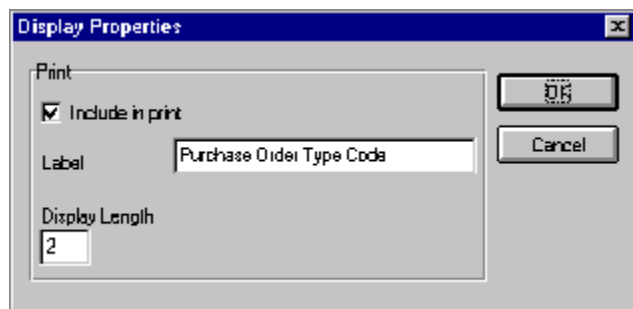 Display Properties
Print
Include in print
Label
Purchase Order Type Code
Display Length
2
OK
Cancel